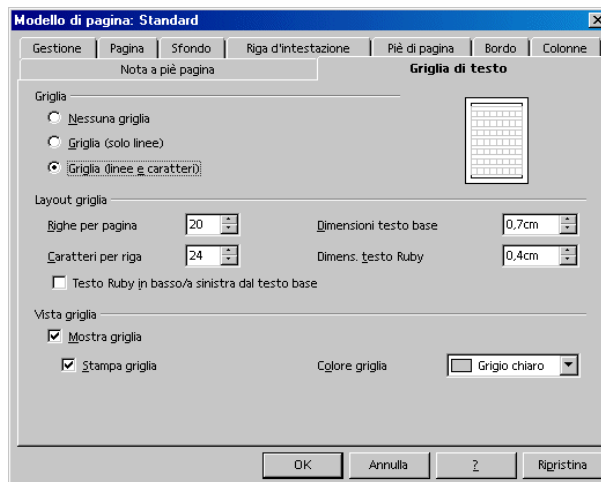 Modello di pagina: Standard
Gestione Pagina Sfondo Riga d'intestazione Piè di pagina Bordo Colonne
Nota a piè pagina Griglia di testo
Griglia
Nessuna griglia
Griglia (solo linee)
Griglia (linee e caratteri)
Layout griglia
Righe per pagina 20 Dimensioni testo base 0,7cm
Caratteri per riga 24 Dimens. testo Ruby 0,4cm
Testo Ruby in basso/a sinistra dal testo base
Vista griglia
Mostra griglia
Stampa griglia Colore griglia Grigio chiaro
OK Annulla ? Ripristina